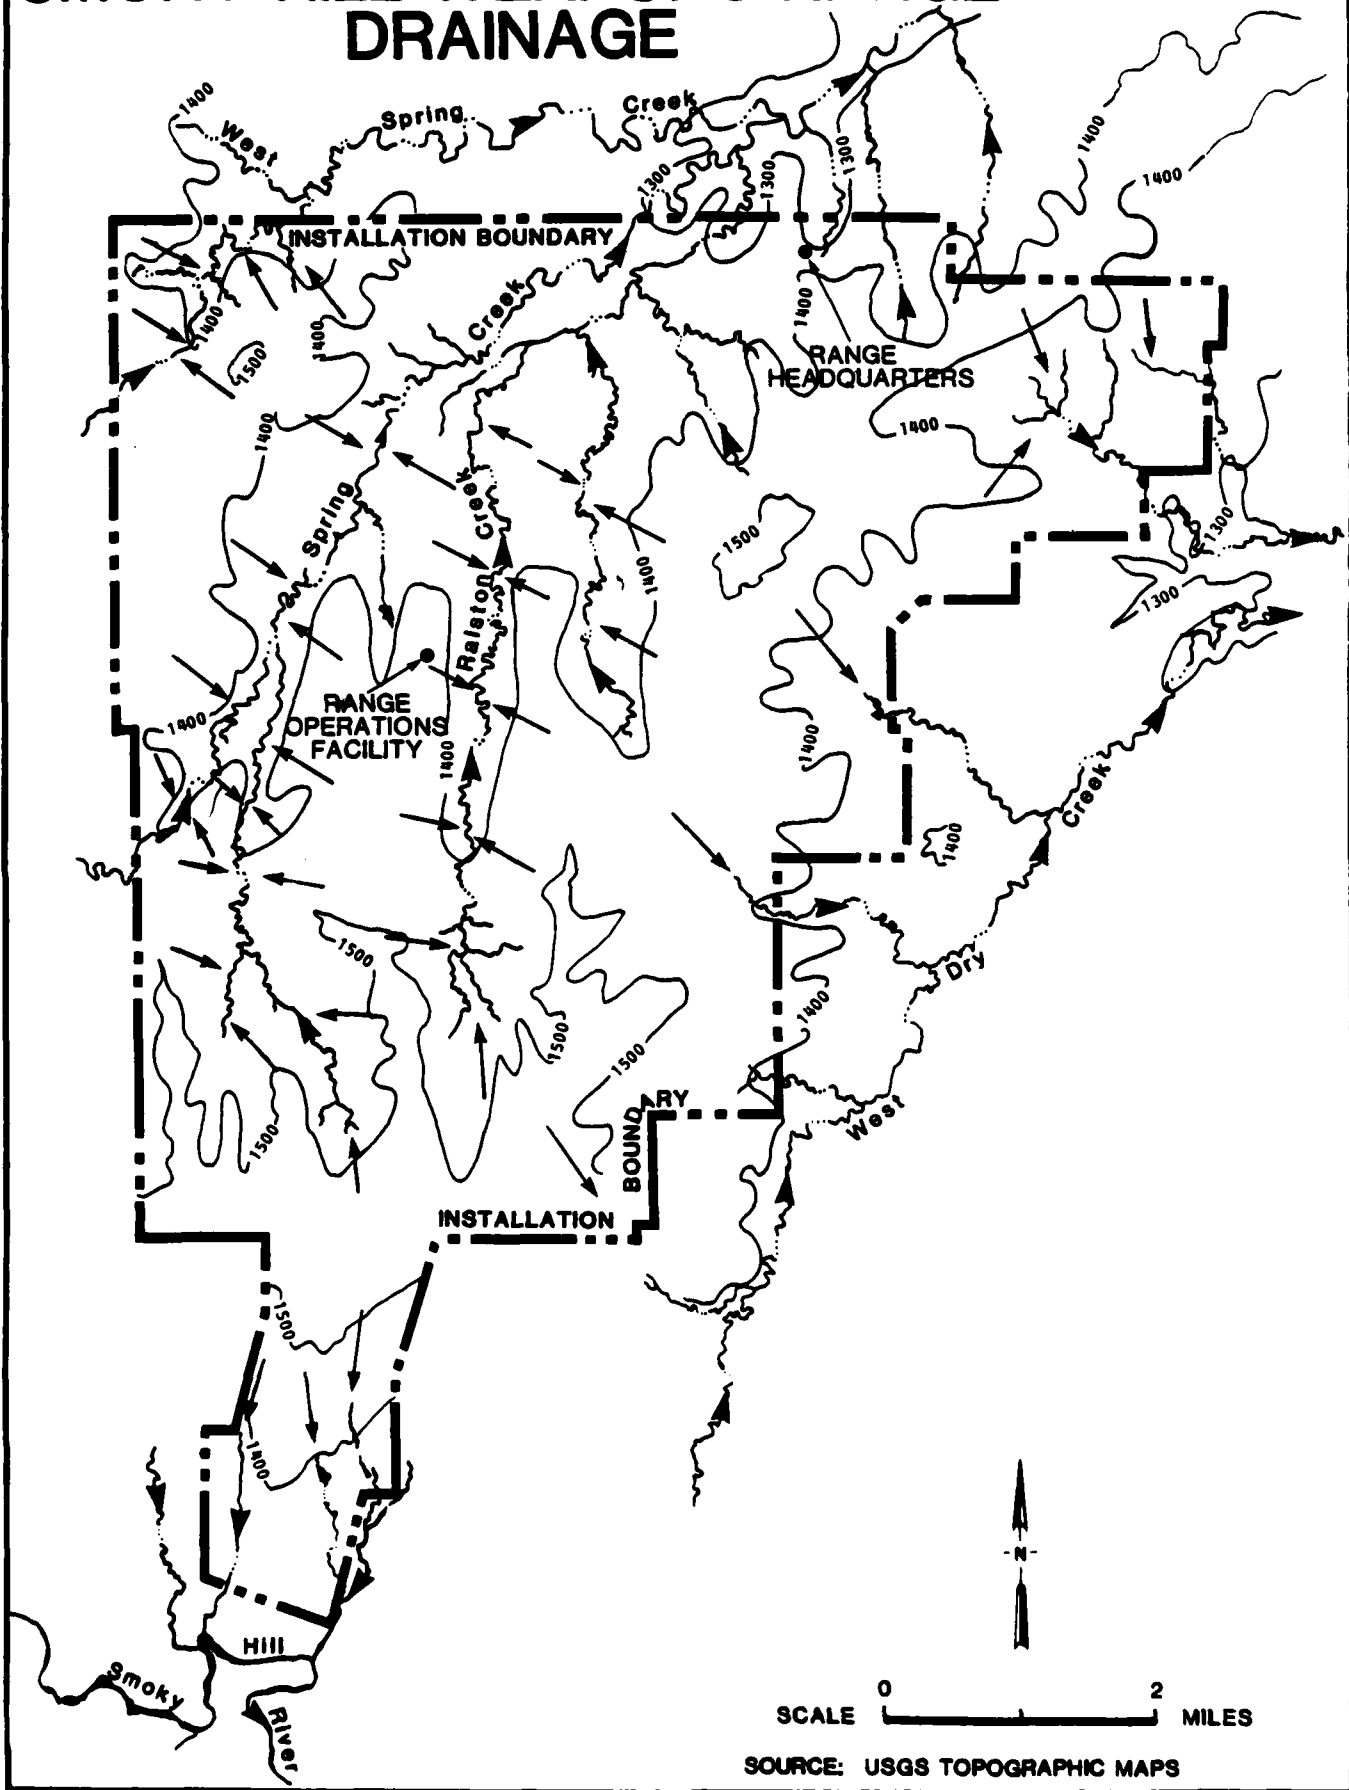 DRAINAGE
1400
West
Spring
Creek
1300
1300
1300
1400
1400
INSTALLATION BOUNDARY
Creek
1400
1400
1500
1400
RANGE
HEADQUARTERS
1400
1400
Spring
Creek
1500
1400
1300
1300
Ralston
RANGE
OPERATIONS
FACILITY
1400
1400
1400
Creek
1400
1500
Dry
1400
1500
1500
West
1500
BOUNDARY
INSTALLATION
1500
1400
N
Hill
Smoky
River
0 2
SCALE MILES
SOURCE: USGS TOPOGRAPHIC MAPS